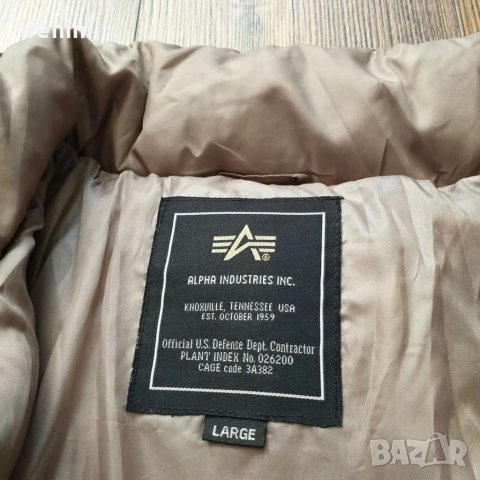 ALPHA INDUSTRIES INC.
KNOXVILLE, TENNESSEE USA
EST. OCTOBER 1959
Official U.S. Defense Dept. Contractor
PLANT INDEX No. 026200
CAGE code 3A382
LARGE
BAZAR